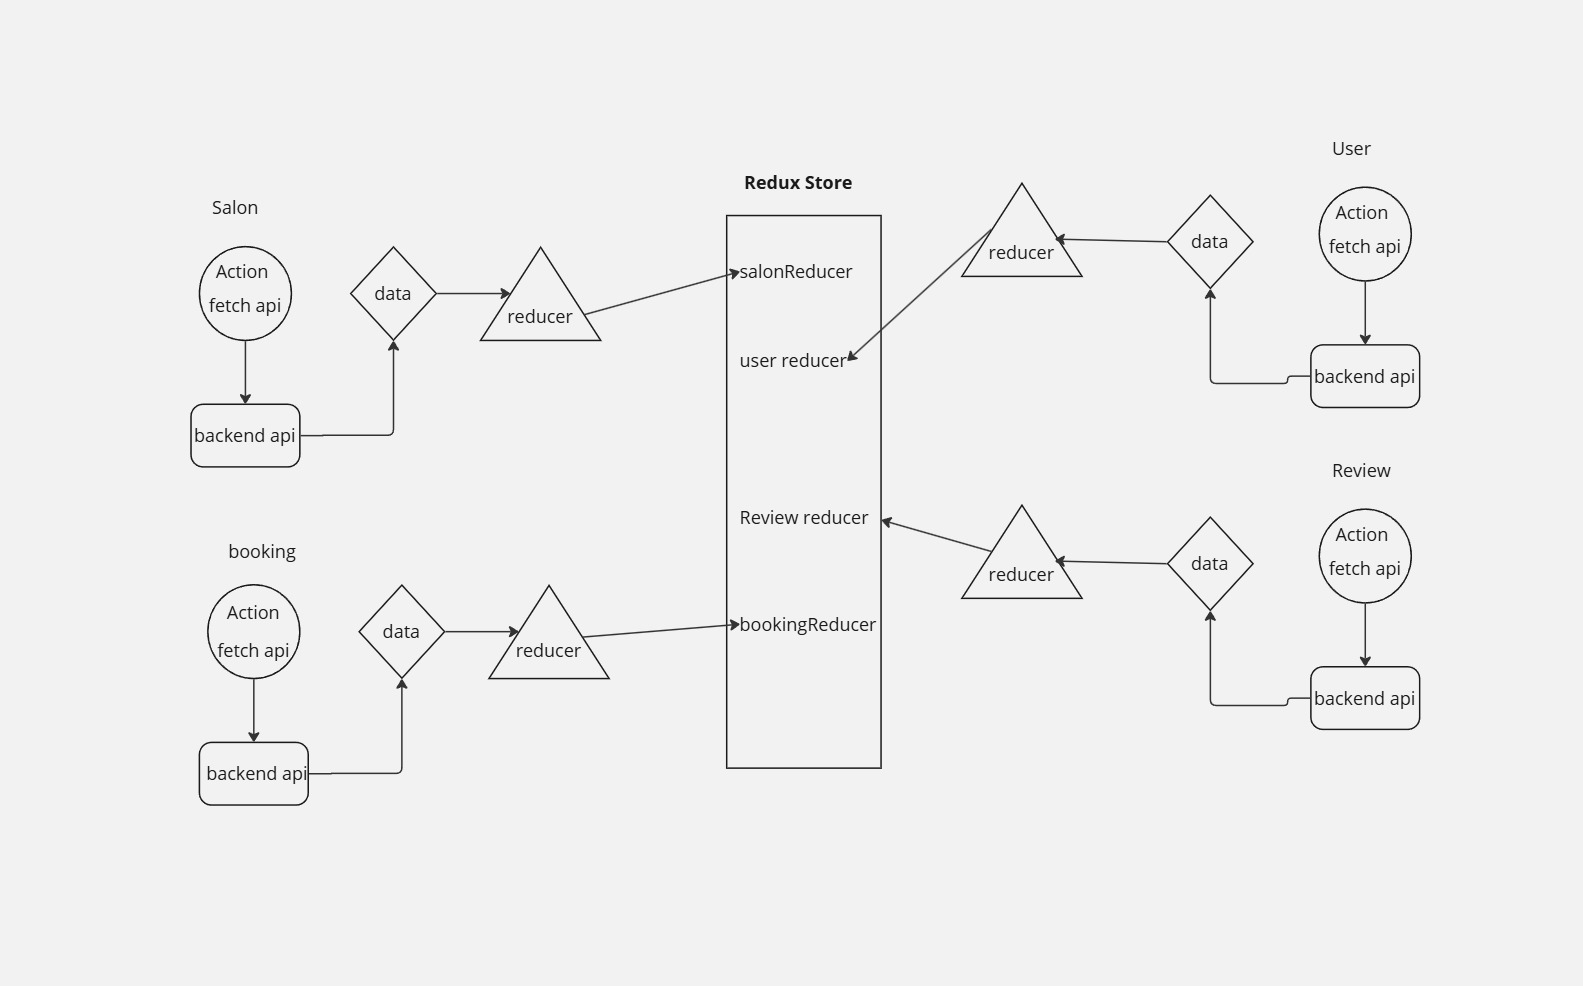 Salon
Action
fetch api
backend api
data
reducer
booking
Action
fetch api
backend api
data
reducer
Redux Store
salonReducer
user reducer
Review reducer
bookingReducer
User
Action
fetch api
backend api
data
reducer
Review
Action
fetch api
backend api
data
reducer